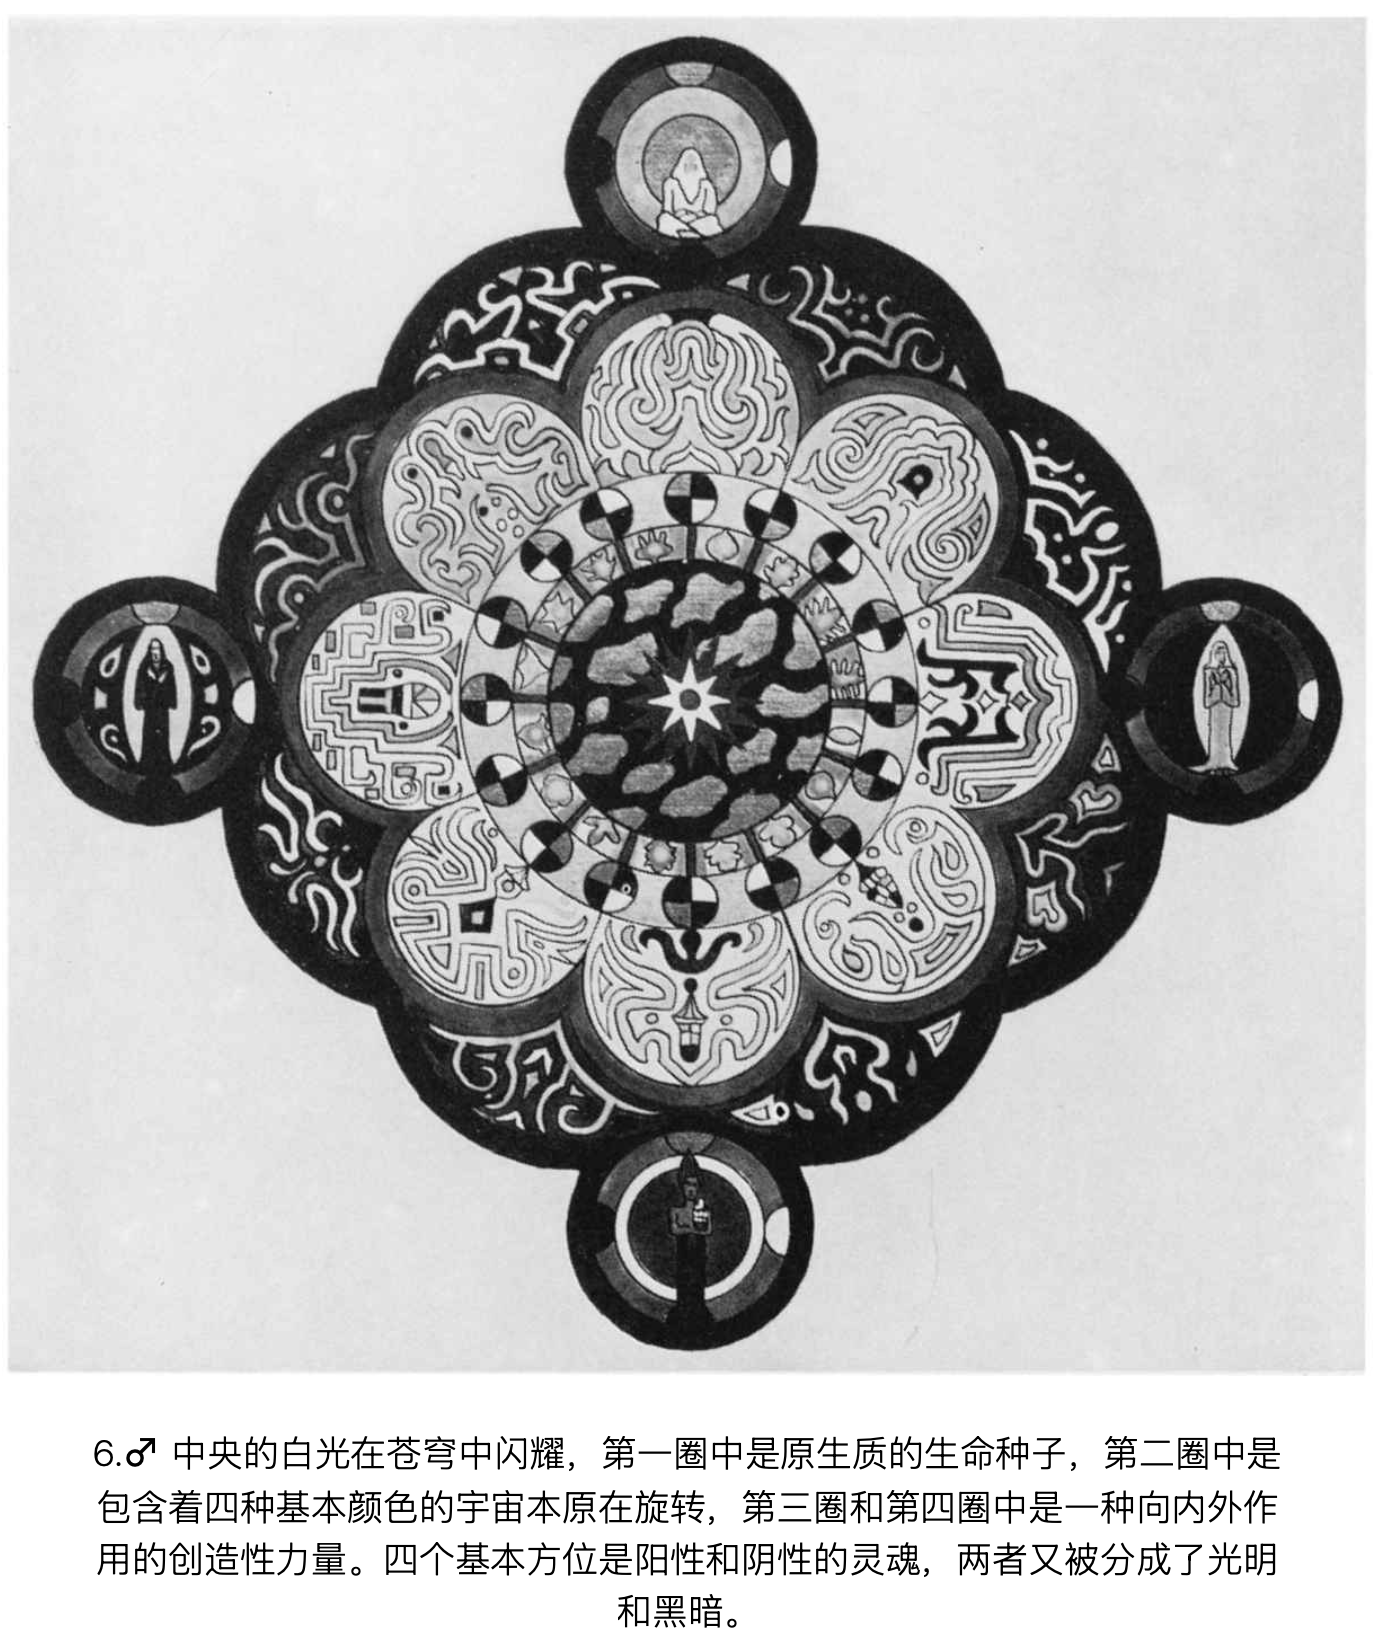 6.♂ 中央的白光在苍穹中闪耀，第一圈中是原生质的生命种子，第二圈中是
包含着四种基本颜色的宇宙本原在旋转，第三圈和第四圈中是一种向内外作
用的创造性力量。四个基本方位是阳性和阴性的灵魂，两者又被分成了光明
和黑暗。